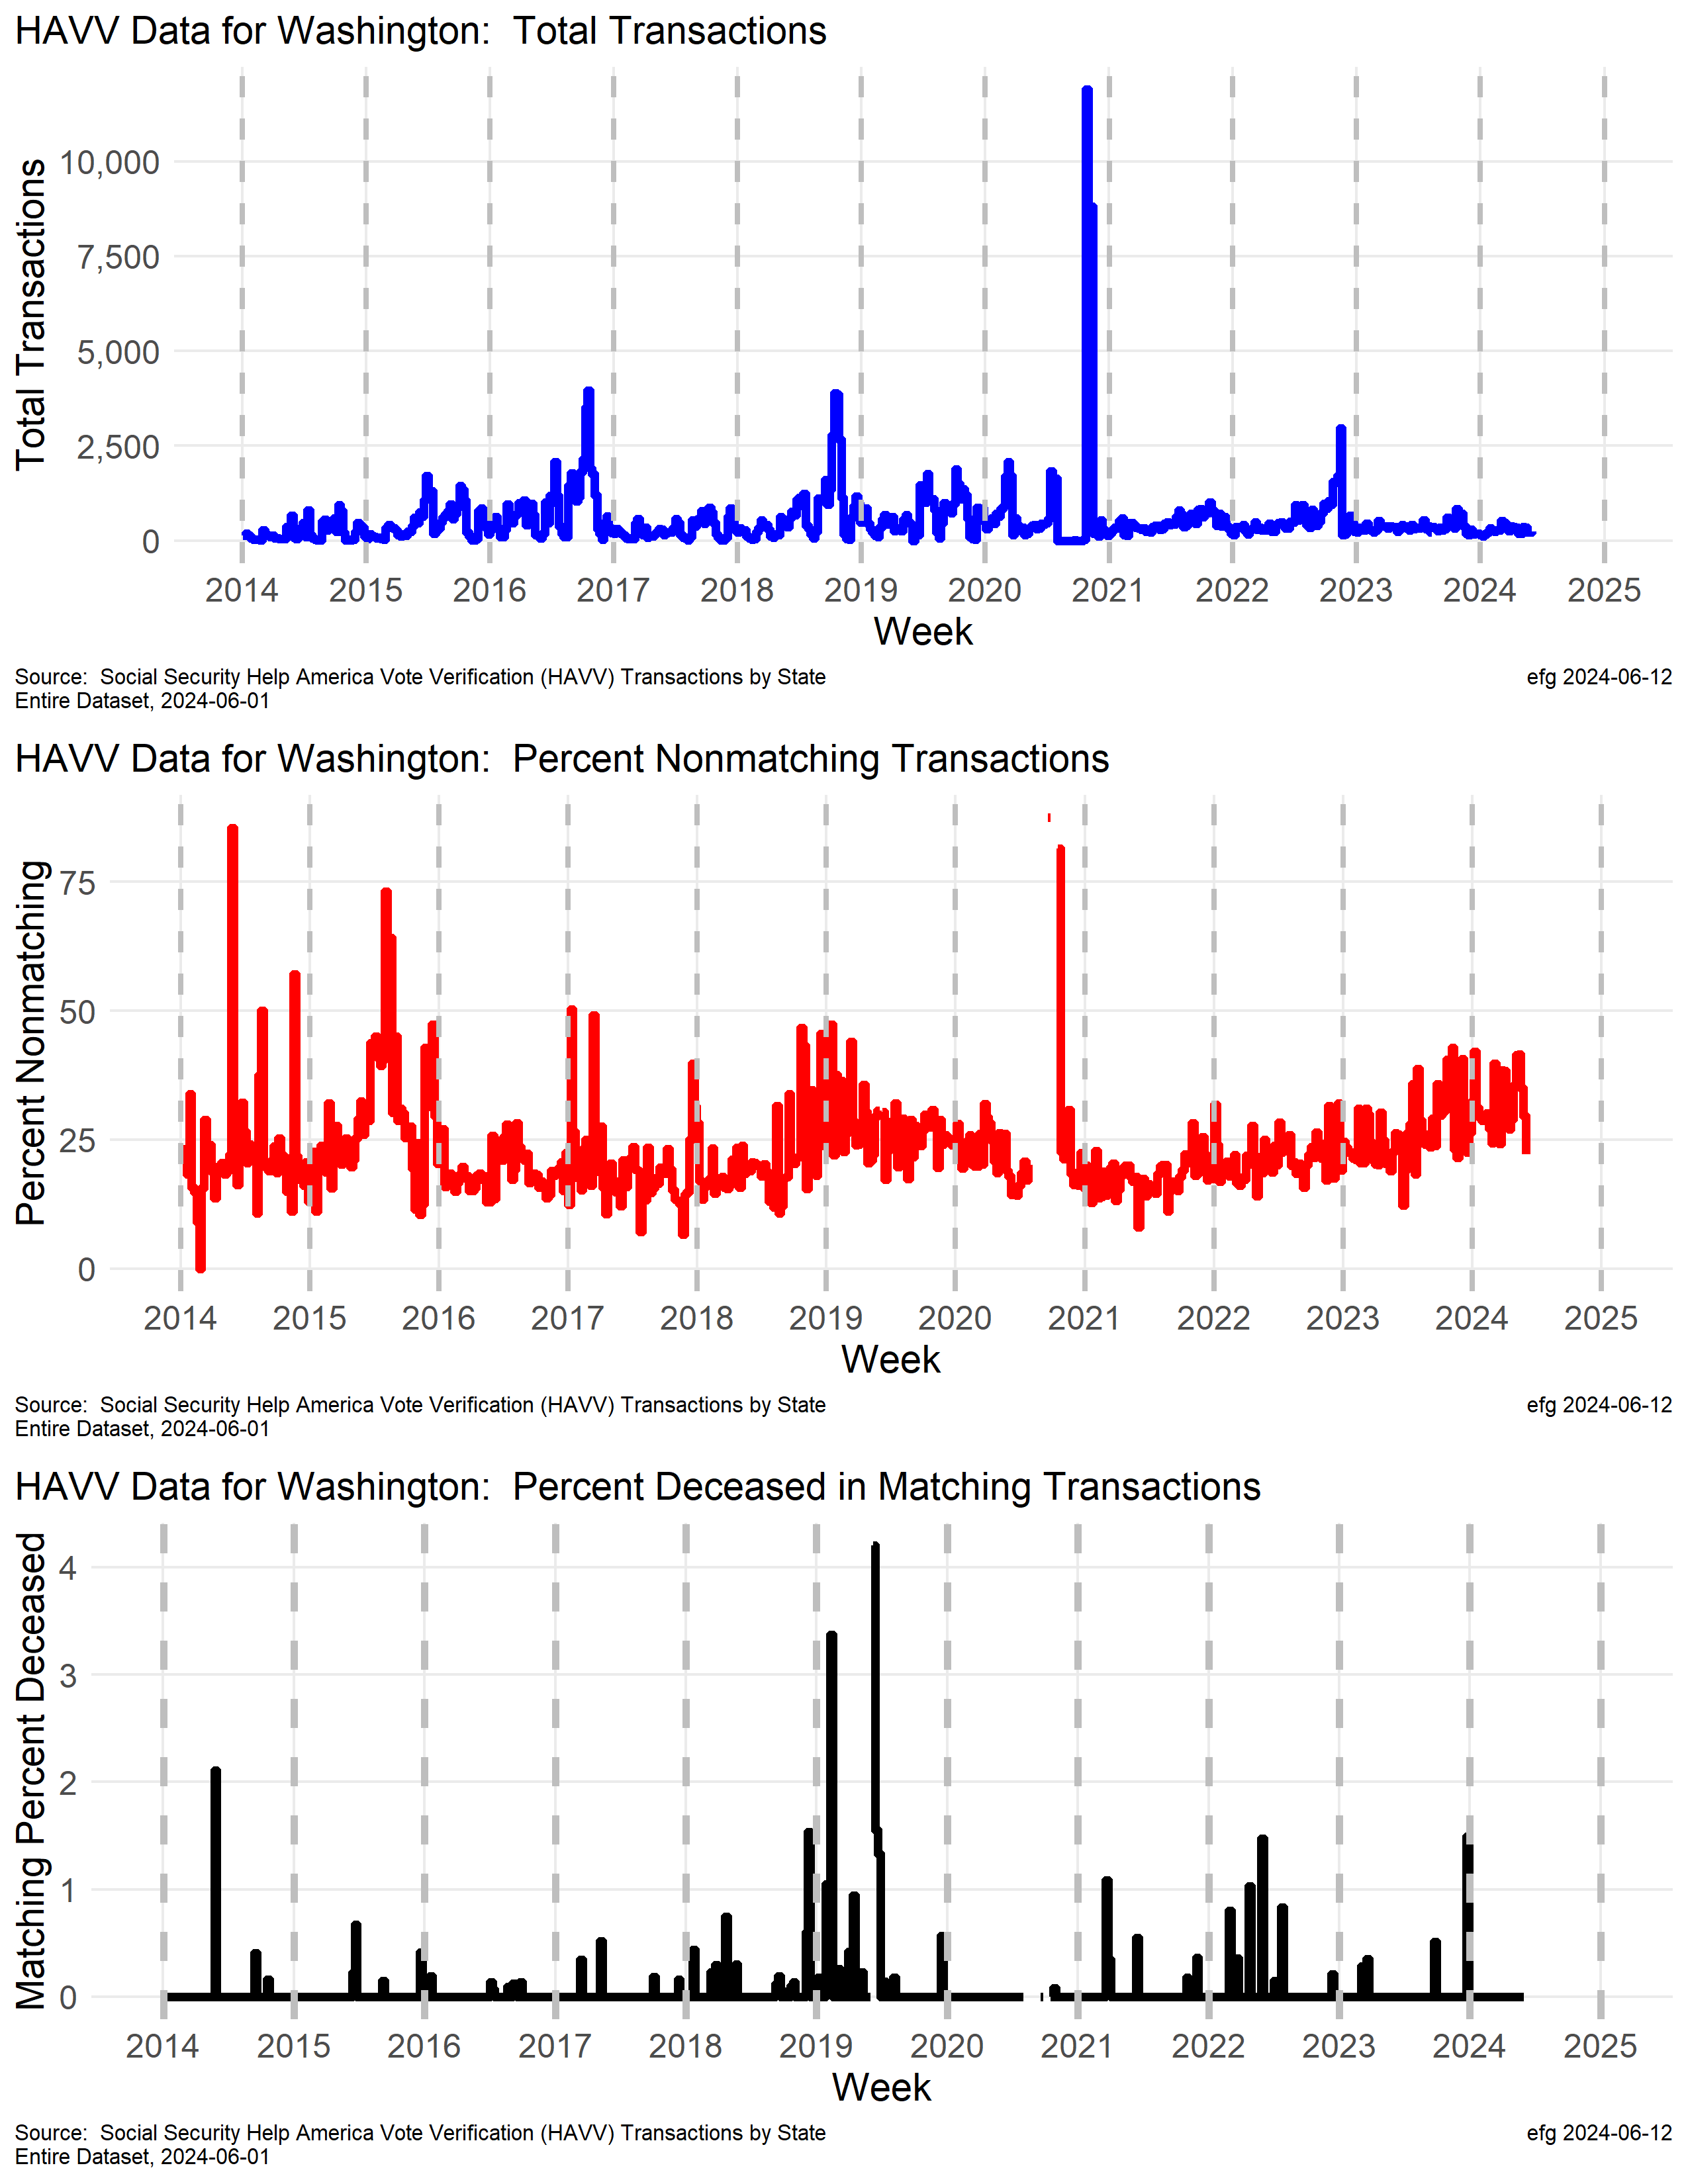 HAVV Data for Washington:  Total Transactions
Total Transactions
10,000
7,500
5,000
2,500
0
2014 2015 2016 2017 2018 2019 2020 2021 2022 2023 2024 2025
Week
Source:  Social Security Help America Vote Verification (HAVV) Transactions by State
Entire Dataset, 2024-06-01
efg 2024-06-12
HAVV Data for Washington:  Percent Nonmatching Transactions
Percent Nonmatching
75
50
25
0
2014 2015 2016 2017 2018 2019 2020 2021 2022 2023 2024 2025
Week
Source:  Social Security Help America Vote Verification (HAVV) Transactions by State
Entire Dataset, 2024-06-01
efg 2024-06-12
HAVV Data for Washington:  Percent Deceased in Matching Transactions
Matching Percent Deceased
4
3
2
1
0
2014 2015 2016 2017 2018 2019 2020 2021 2022 2023 2024 2025
Week
Source:  Social Security Help America Vote Verification (HAVV) Transactions by State
Entire Dataset, 2024-06-01
efg 2024-06-12